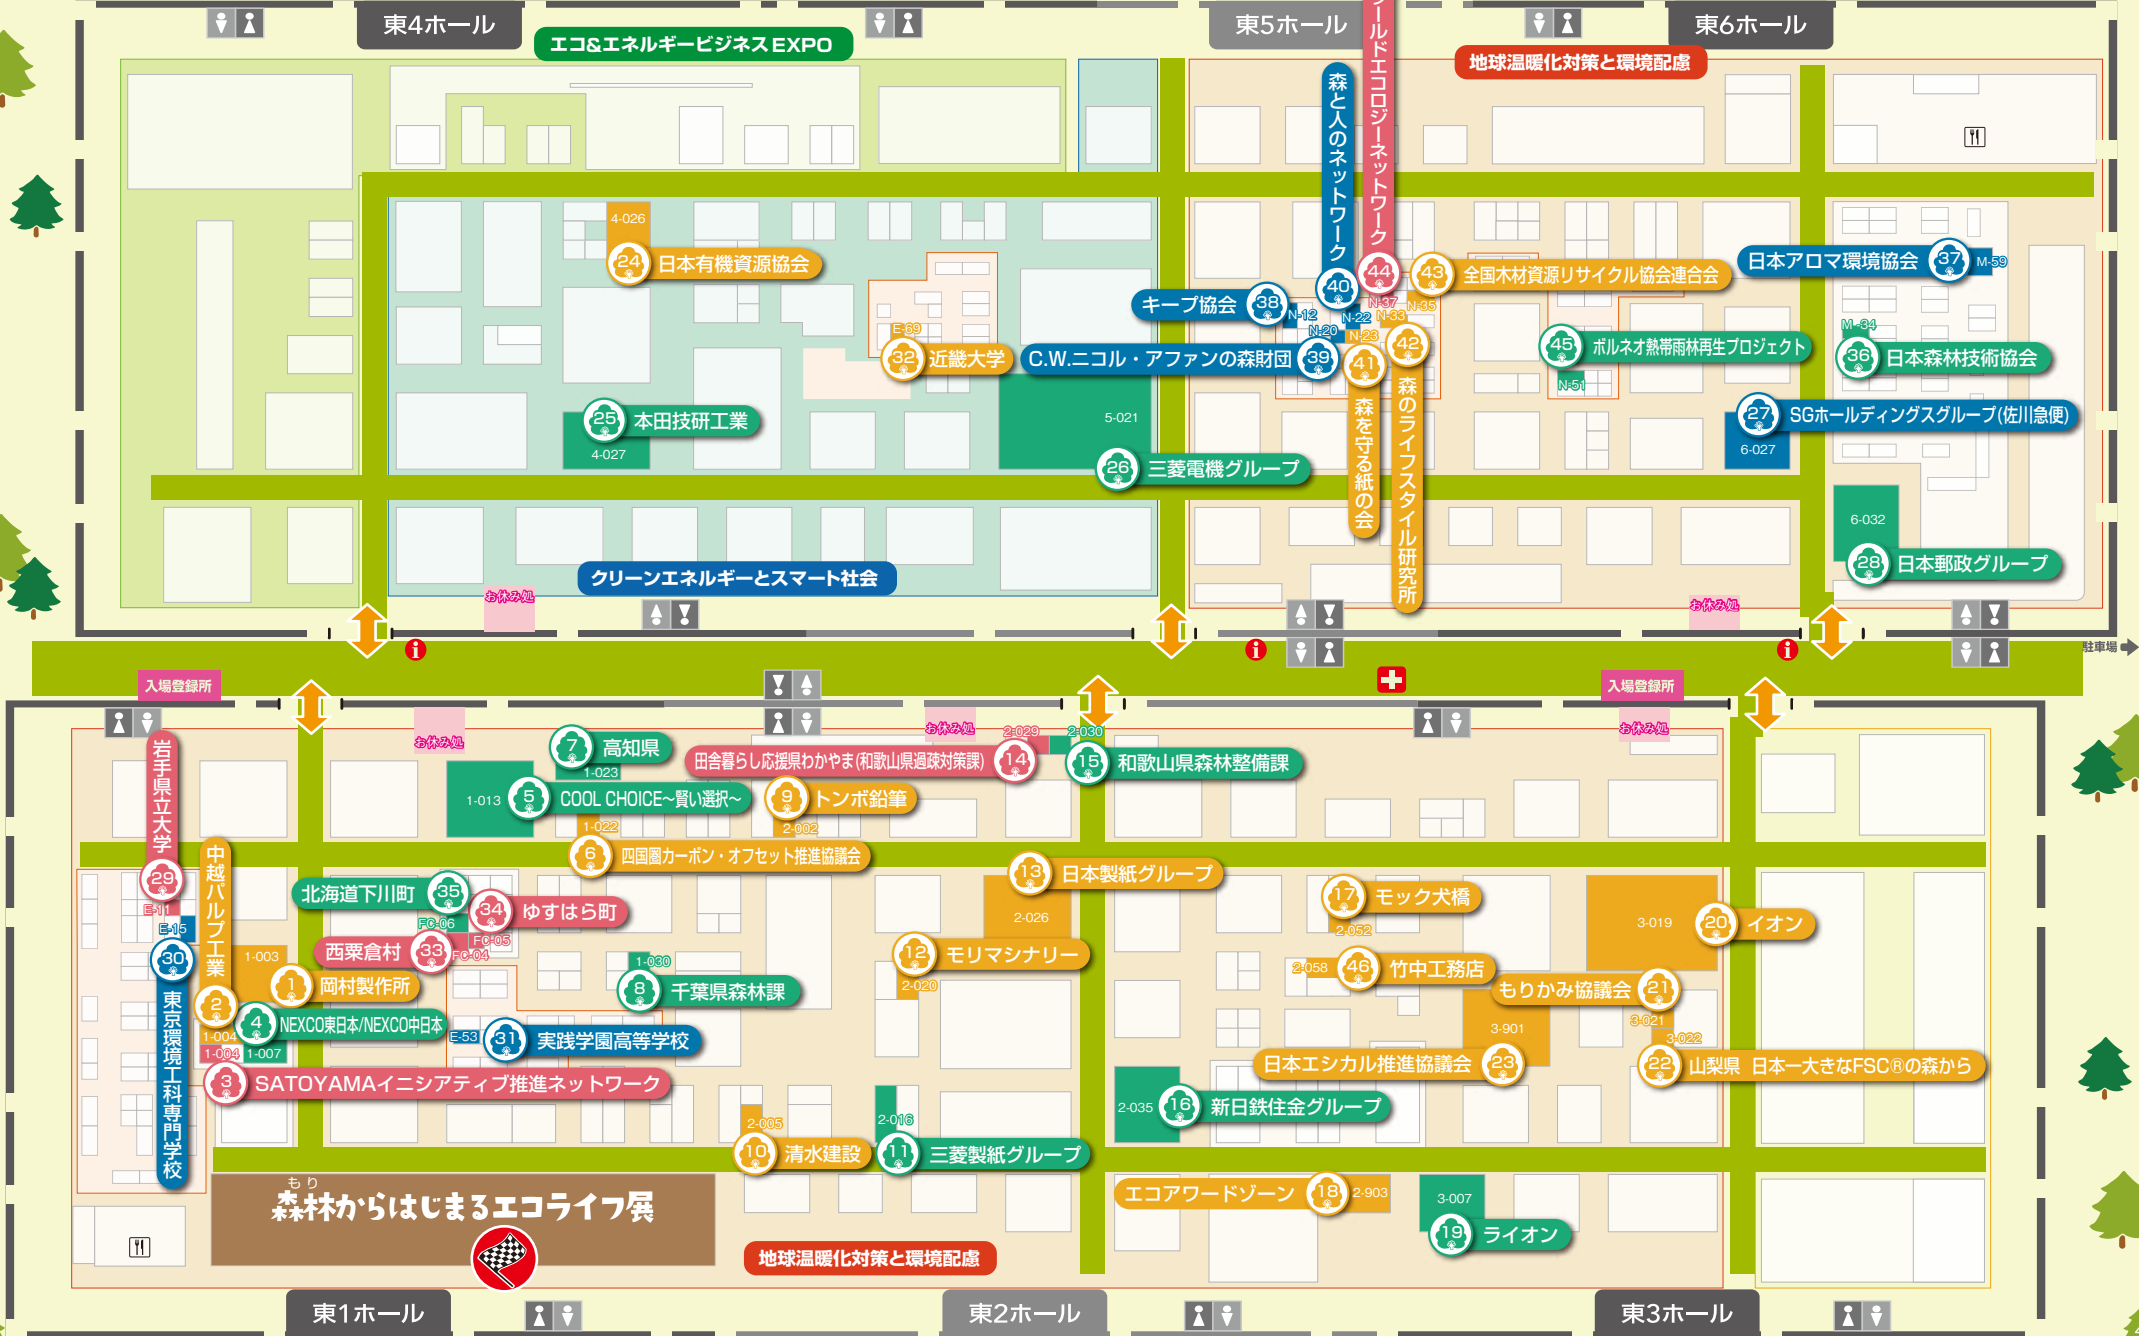 東4ホール
東5ホール
東6ホール
エコ&エネルギービジネスEXPO
地球温暖化対策と環境配慮
森と人のネットワーク
40
ールドエコロジーネットワーク
44
4-026
24
日本有機資源協会
キープ協会
38
N-12
N-20
N-22
N-37
N-33
N-35
N-23
43
全国木材資源リサイクル協会連合会
日本アロマ環境協会
37
M-59
E-69
32
近畿大学
C.W.ニコル・アファンの森財団
39
41
森を守る紙の会
42
森のライフスタイル研究所
45
ボルネオ熱帯雨林再生プロジェクト
N-51
M-34
36
日本森林技術協会
25
本田技研工業
4-027
5-021
26
三菱電機グループ
27
SGホールディングスグループ(佐川急便)
6-027
6-032
28
日本郵政グループ
クリーンエネルギーとスマート社会
お休み処
お休み処
i
i
i
駐車場
入場登録所
入場登録所
お休み処
お休み処
お休み処
岩手県立大学
29
E-11
7
高知県
1-023
1-013
5
COOL CHOICE～賢い選択～
田舎暮らし応援県わかやま(和歌山県過疎対策課)
14
2-029
2-030
15
和歌山県森林整備課
9
トンボ鉛筆
2-002
1-022
6
四国圏カーボン・オフセット推進協議会
中越パルプ工業
2
1-004
北海道下川町
35
FC-06
34
ゆすはら町
FC-05
西粟倉村
33
FC-04
13
日本製紙グループ
2-026
17
モック犬橋
2-052
3-019
20
イオン
E-15
30
東京環境工科専門学校
1-003
1
岡村製作所
12
モリマシナリー
2-020
1-030
8
千葉県森林課
2-058
46
竹中工務店
もりかみ協議会
21
3-021
4
NEXCO東日本/NEXCO中日本
1-004
1-007
E-53
31
実践学園高等学校
3-901
日本エシカル推進協議会
23
3-022
22
山梨県 日本一大きなFSC®の森から
3
SATOYAMAイニシアティブ推進ネットワーク
2-035
16
新日鉄住金グループ
2-005
10
清水建設
2-016
11
三菱製紙グループ
もり
森林からはじまるエコライフ展
エコアワードゾーン
18
2-903
3-007
19
ライオン
地球温暖化対策と環境配慮
東1ホール
東2ホール
東3ホール